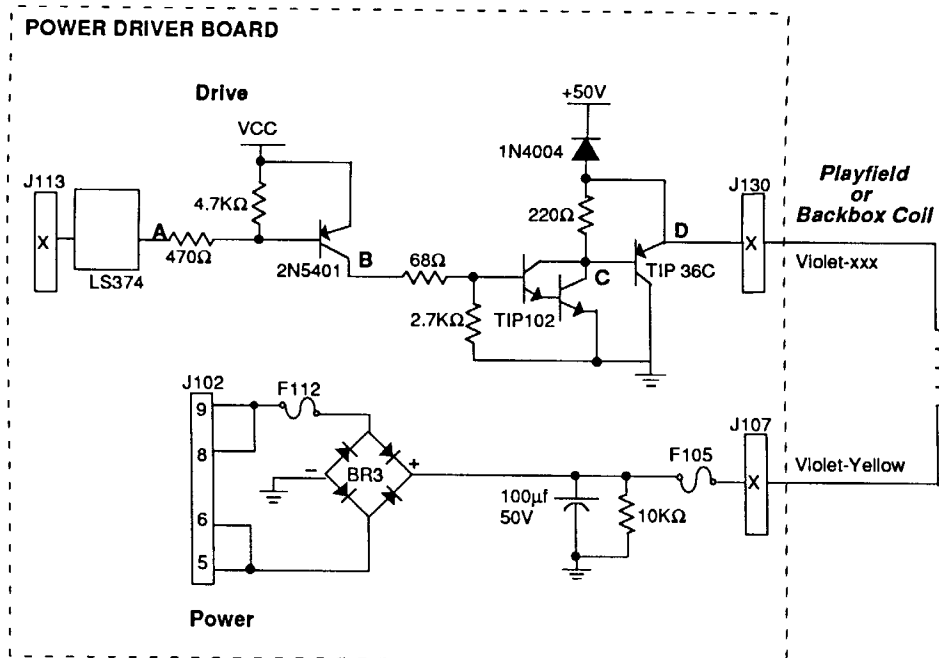 POWER DRIVER BOARD
Drive
+50V
VCC
1N4004
J113
4.7KΩ
J130
Playfield
or
Backbox Coil
220Ω
A
D
X
X
470Ω
2N5401
B
68Ω
C
TIP 36C
Violet-xxx
LS374
2.7KΩ
TIP102
J102
F112
9
J107
8
BR3
–
+
F105
Violet-Yellow
X
100µf
50V
10KΩ
6
5
Power